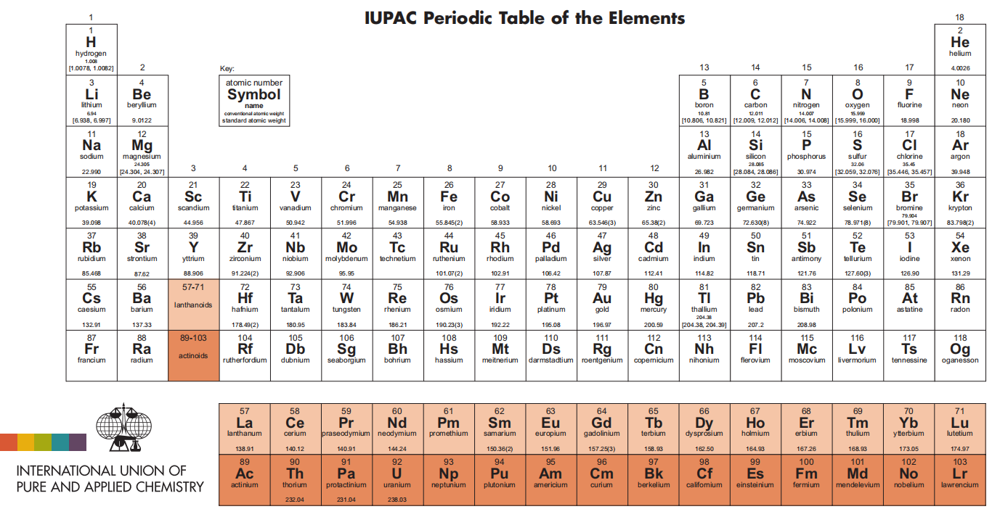 IUPAC Periodic Table of the Elements
1
18
1
H
hydrogen
1.008
[1.0078, 1.0082]
2
He
helium
4.0026
2
Key:
13
14
15
16
17
3
Li
lithium
6.94
[6.938, 6.997]
4
Be
beryllium
9.0122
atomic number
Symbol
name
conventional atomic weight
standard atomic weight
5
B
boron
10.81
[10.806, 10.821]
6
C
carbon
12.011
[12.009, 12.012]
7
N
nitrogen
14.007
[14.006, 14.008]
8
O
oxygen
15.999
[15.999, 16.000]
9
F
fluorine
18.998
10
Ne
neon
20.180
11
Na
sodium
22.990
12
Mg
magnesium
24.305
[24.304, 24.307]
3
4
5
6
7
8
9
10
11
12
13
Al
aluminium
26.982
14
Si
silicon
28.085
[28.084, 28.086]
15
P
phosphorus
30.974
16
S
sulfur
32.06
[32.059, 32.076]
17
Cl
chlorine
35.45
[35.446, 35.457]
18
Ar
argon
39.948
19
K
potassium
39.098
20
Ca
calcium
40.078(4)
21
Sc
scandium
44.956
22
Ti
titanium
47.867
23
V
vanadium
50.942
24
Cr
chromium
51.996
25
Mn
manganese
54.938
26
Fe
iron
55.845(2)
27
Co
cobalt
58.933
28
Ni
nickel
58.693
29
Cu
copper
63.546(3)
30
Zn
zinc
65.38(2)
31
Ga
gallium
69.723
32
Ge
germanium
72.630(8)
33
As
arsenic
74.922
34
Se
selenium
78.971(8)
35
Br
bromine
79.904
[79.901, 79.907]
36
Kr
krypton
83.798(2)
37
Rb
rubidium
85.468
38
Sr
strontium
87.62
39
Y
yttrium
88.906
40
Zr
zirconium
91.224(2)
41
Nb
niobium
92.906
42
Mo
molybdenum
95.95
43
Tc
technetium
44
Ru
ruthenium
101.07(2)
45
Rh
rhodium
102.91
46
Pd
palladium
106.42
47
Ag
silver
107.87
48
Cd
cadmium
112.41
49
In
indium
114.82
50
Sn
tin
118.71
51
Sb
antimony
121.76
52
Te
tellurium
127.60(3)
53
I
iodine
126.90
54
Xe
xenon
131.29
55
Cs
caesium
132.91
56
Ba
barium
137.33
57-71
lanthanoids
72
Hf
hafnium
178.49(2)
73
Ta
tantalum
180.95
74
W
tungsten
183.84
75
Re
rhenium
186.21
76
Os
osmium
190.23(3)
77
Ir
iridium
192.22
78
Pt
platinum
195.08
79
Au
gold
196.97
80
Hg
mercury
200.59
81
Tl
thallium
204.38
[204.38, 204.39]
82
Pb
lead
207.2
83
Bi
bismuth
208.98
84
Po
polonium
85
At
astatine
86
Rn
radon
87
Fr
francium
88
Ra
radium
89-103
actinoids
104
Rf
rutherfordium
105
Db
dubnium
106
Sg
seaborgium
107
Bh
bohrium
108
Hs
hassium
109
Mt
meitnerium
110
Ds
darmstadtium
111
Rg
roentgenium
112
Cn
copernicium
113
Nh
nihonium
114
Fl
flerovium
115
Mc
moscovium
116
Lv
livermorium
117
Ts
tennessine
118
Og
oganesson
57
La
lanthanum
138.91
58
Ce
cerium
140.12
59
Pr
praseodymium
140.91
60
Nd
neodymium
144.24
61
Pm
promethium
62
Sm
samarium
150.36(2)
63
Eu
europium
151.96
64
Gd
gadolinium
157.25(3)
65
Tb
terbium
158.93
66
Dy
dysprosium
162.50
67
Ho
holmium
164.93
68
Er
erbium
167.26
69
Tm
thulium
168.93
70
Yb
ytterbium
173.05
71
Lu
lutetium
174.97
89
Ac
actinium
90
Th
thorium
232.04
91
Pa
protactinium
231.04
92
U
uranium
238.03
93
Np
neptunium
94
Pu
plutonium
95
Am
americium
96
Cm
curium
97
Bk
berkelium
98
Cf
californium
99
Es
einsteinium
100
Fm
fermium
101
Md
mendelevium
102
No
nobelium
103
Lr
lawrencium
INTERNATIONAL UNION OF
PURE AND APPLIED CHEMISTRY